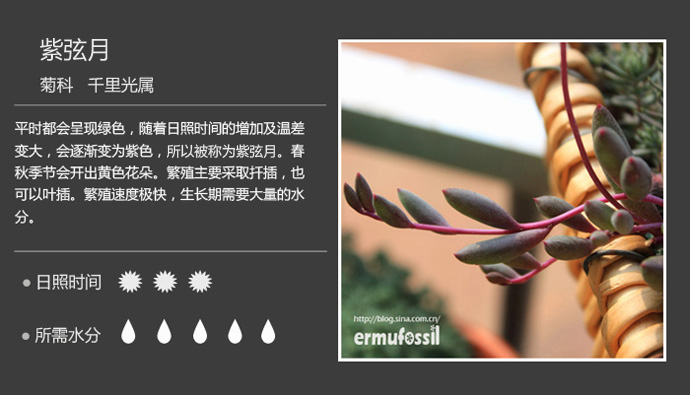 紫弦月
菊科 千里光属
平时都会呈现绿色，随着日照时间的增加及温差
变大，会逐渐变为紫色，所以被称为紫弦月。春
秋季节会开出黄色花朵。繁殖主要采取扦插，也
可以叶插。繁殖速度极快，生长期需要大量的水
分。
日照时间
所需水分
http://blog.sina.com.cn/
ermufossil